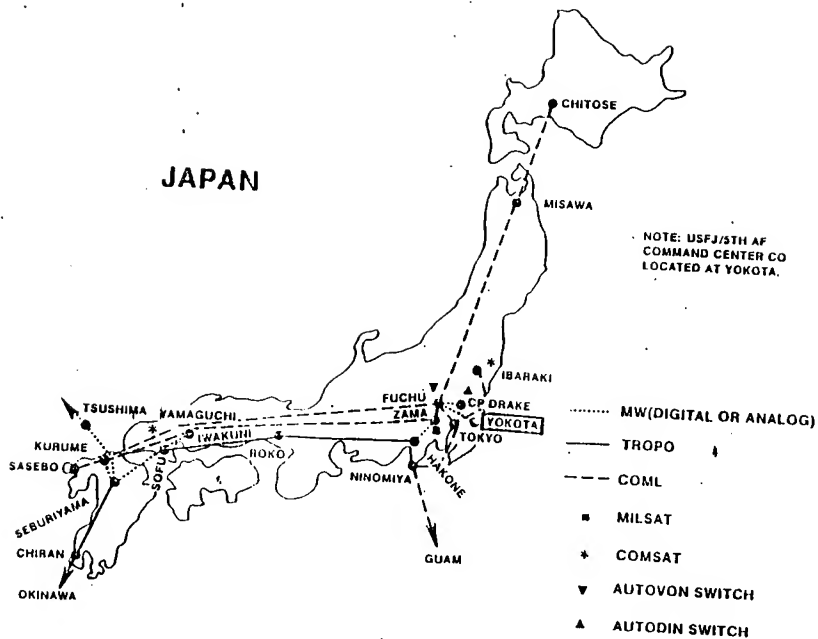 JAPAN
CHITOSE
MISAWA
NOTE: USFJ/5TH AF
COMMAND CENTER CO
LOCATED AT YOKOTA.
IBARAKI
FUCHU
CP DRAKE
ZAMA
YOKOTA
TOKYO
TSUSHIMA
YAMAGUCHI
KURUME
IWAKUNI
SASEBO
SOFU
ROKO
NINOMIYA
HAKONE
SEBURIYAMA
CHIRAN
OKINAWA
GUAM
MW(DIGITAL OR ANALOG)
TROPO
COML
MILSAT
COMSAT
AUTOVON SWITCH
AUTODIN SWITCH